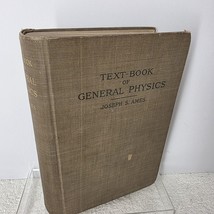 TEXT-BOOK
OF
GENERAL PHYSICS
JOSEPH S. AMES